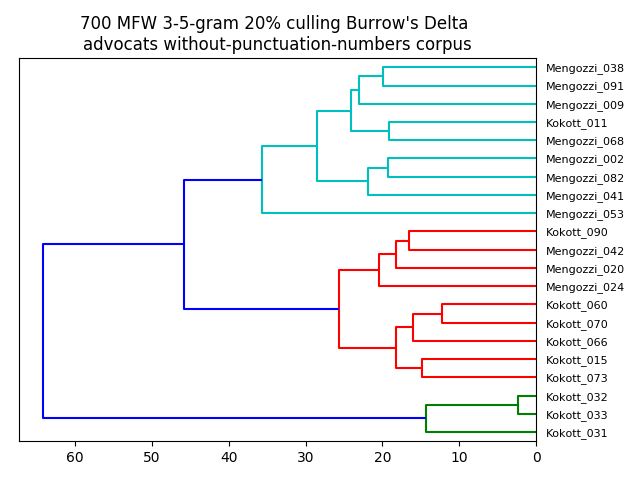 700 MFW 3-5-gram 20% culling Burrow's Delta
advocats without-punctuation-numbers corpus
Mengozzi_038
Mengozzi_091
Mengozzi_009
Kokott_011
Mengozzi_068
Mengozzi_002
Mengozzi_082
Mengozzi_041
Mengozzi_053
Kokott_090
Mengozzi_042
Mengozzi_020
Mengozzi_024
Kokott_060
Kokott_070
Kokott_066
Kokott_015
Kokott_073
Kokott_032
Kokott_033
Kokott_031
60 50 40 30 20 10 0